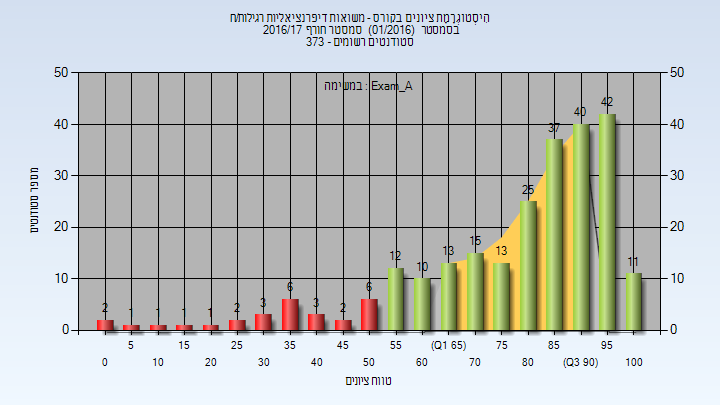 היסטוגרמת ציונים בקורס - משוואות דיפרנציאליות רגילות/ח
בסמסטר (01/2016) סמסטר חורף 2016/17
סטודנטים רשומים - 373
במשימה : Exam_A
מספר סטודנטים
50 50
40 40
30 30
20 20
10 10
0 0
2 1 1 1 1 2 3 6 3 2 6 12 10 13 15 13 25 37 40 42 11
5 15 25 35 45 55 (Q1 65) 75 85 95
0 10 20 30 40 50 60 70 80 (Q3 90) 100
טווח ציונים